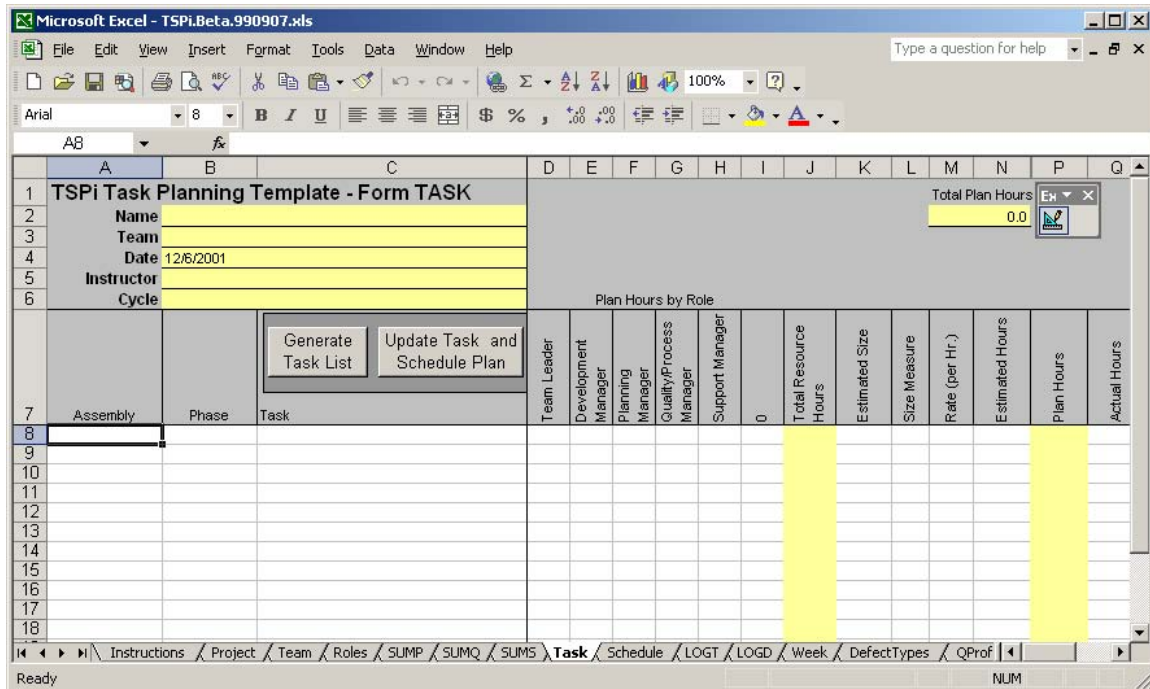 Microsoft Excel - TSPi.Beta.990907.xls
File Edit View Insert Format Tools Data Window Help Type a question for help
100%
Arial 8 B I U $ % ,
A8 fx
A B C D E F G H I J K L M N P Q
1 TSPi Task Planning Template - Form TASK Total Plan Hours Ex
2 Name 0.0
3 Team
4 Date 12/6/2001
5 Instructor
6 Cycle Plan Hours by Role
Generate Task List
Update Task and Schedule Plan
7 Assembly Phase Task Team Leader Development Manager Planning Manager Quality/Process Manager Support Manager 0 Total Resource Hours Estimated Size Size Measure Rate (per Hr.) Estimated Hours Plan Hours Actual Hours
8
9
10
11
12
13
14
15
16
17
18
Instructions / Project / Team / Roles / SUMP / SUMQ / SUMS \ Task / Schedule / LOGT / LOGD / Week / DefectTypes / QProf
Ready NUM